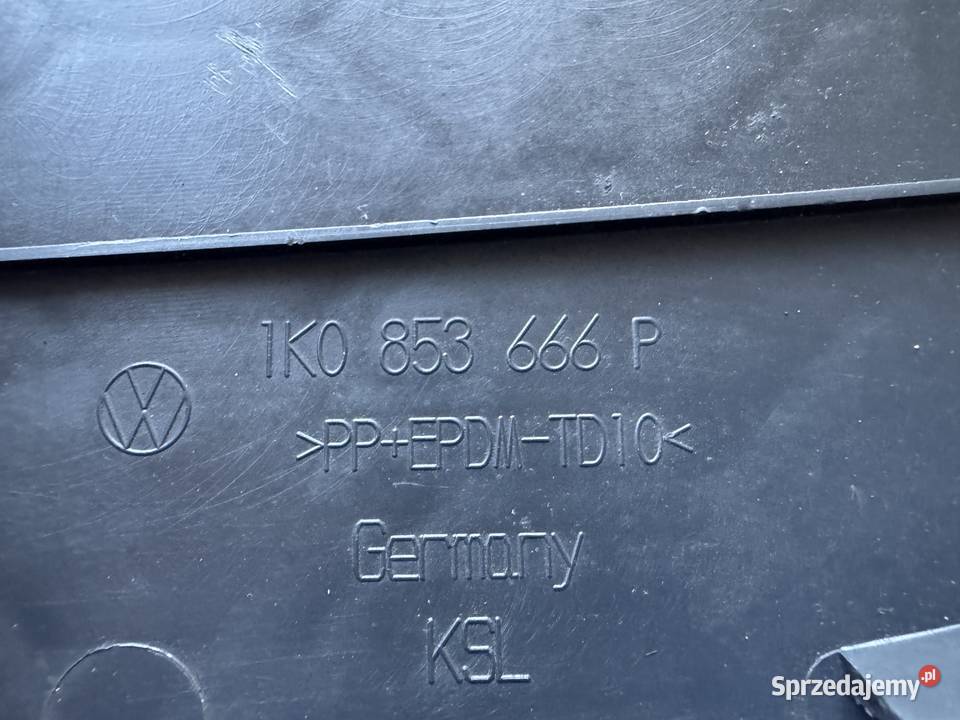 1K0 853 666 P
>PP+EPDM-TD10<
Germany
KSL
Sprzedajemy.pl